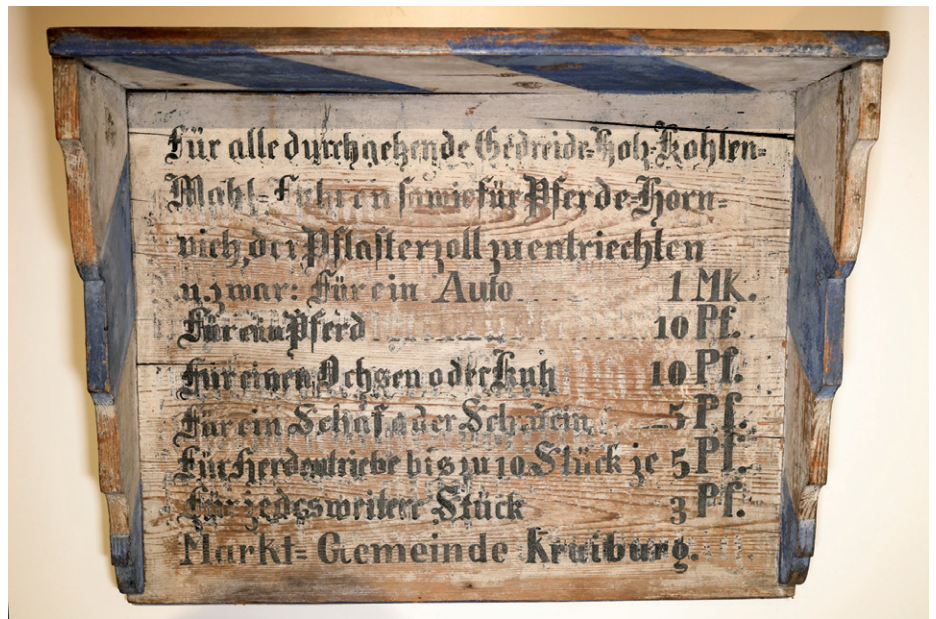 Für alle durchgehende Gedreide-Holz-Kohlen-
Mahl-Fuhren sowie für Pferde-Horn-
vieh, der Pflasterzoll zu entriechten
u. zwar: Für ein Auto 1 MK.
Für ein Pferd 10 Pf.
Für einen Ochsen oder Kuh 10 Pf.
Für ein Schaf oder Schwein 5 Pf.
Für Herdentriebe bis zu 10 Stück je 5 Pf.
Für jedes weitere Stück 3 Pf.
Markt-Gemeinde Kraiburg.